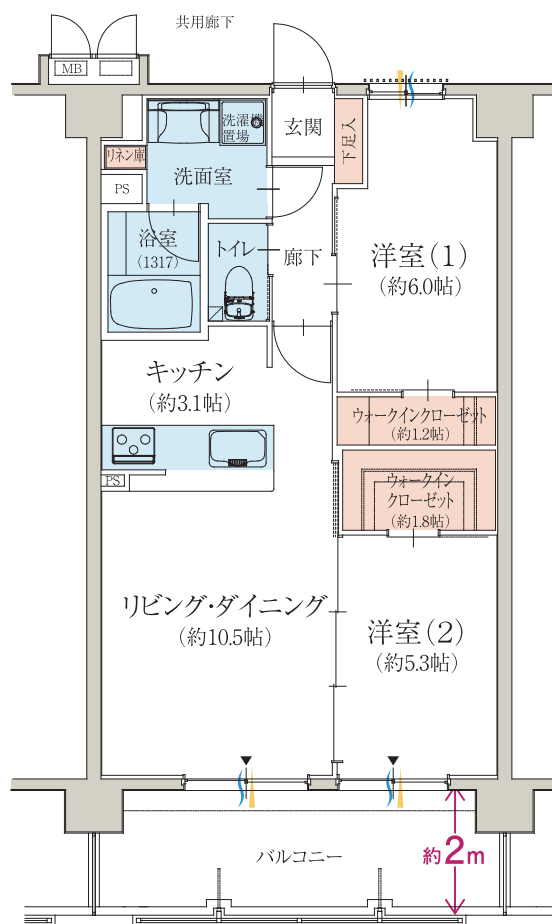 共用廊下
MB
洗濯機
置場
玄関
下足入
リネン庫
洗面室
PS
浴室
(1317)
トイレ
廊下
洋室(1)
(約6.0帖)
キッチン
(約3.1帖)
ウォークインクローゼット
(約1.2帖)
PS
ウォークイン
クローゼット
(約1.8帖)
リビング・ダイニング
(約10.5帖)
洋室(2)
(約5.3帖)
バルコニー
約2m